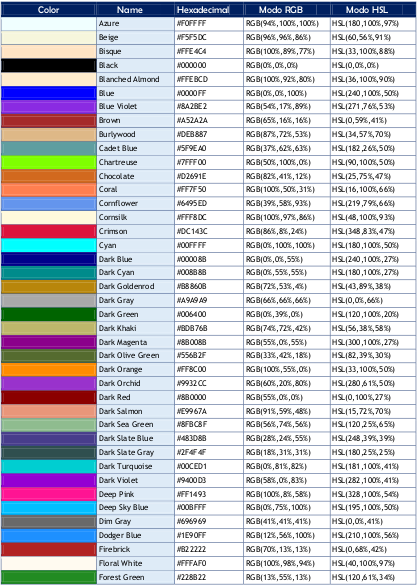 Color Name Hexadecimal Modo RGB Modo HSL
Azure #F0FFFF RGB(94%,100%,100%) HSL(180,100%,97%)
Beige #F5F5DC RGB(96%,96%,86%) HSL(60,56%,91%)
Bisque #FFE4C4 RGB(100%,89%,77%) HSL(33,100%,88%)
Black #000000 RGB(0%,0%,0%) HSL(0,0%,0%)
Blanched Almond #FFEBCD RGB(100%,92%,80%) HSL(36,100%,90%)
Blue #0000FF RGB(0%,0%,100%) HSL(240,100%,50%)
Blue Violet #8A2BE2 RGB(54%,17%,89%) HSL(271,76%,53%)
Brown #A52A2A RGB(65%,16%,16%) HSL(0,59%,41%)
Burlywood #DEB887 RGB(87%,72%,53%) HSL(34,57%,70%)
Cadet Blue #5F9EA0 RGB(37%,62%,63%) HSL(182,26%,50%)
Chartreuse #7FFF00 RGB(50%,100%,0%) HSL(90,100%,50%)
Chocolate #D2691E RGB(82%,41%,12%) HSL(25,75%,47%)
Coral #FF7F50 RGB(100%,50%,31%) HSL(16,100%,66%)
Cornflower #6495ED RGB(39%,58%,93%) HSL(219,79%,66%)
Cornsilk #FFF8DC RGB(100%,97%,86%) HSL(48,100%,93%)
Crimson #DC143C RGB(86%,8%,24%) HSL(348,83%,47%)
Cyan #00FFFF RGB(0%,100%,100%) HSL(180,100%,50%)
Dark Blue #00008B RGB(0%,0%,55%) HSL(240,100%,27%)
Dark Cyan #008B8B RGB(0%,55%,55%) HSL(180,100%,27%)
Dark Goldenrod #B8860B RGB(72%,53%,4%) HSL(43,89%,38%)
Dark Gray #A9A9A9 RGB(66%,66%,66%) HSL(0,0%,66%)
Dark Green #006400 RGB(0%,39%,0%) HSL(120,100%,20%)
Dark Khaki #BDB76B RGB(74%,72%,42%) HSL(56,38%,58%)
Dark Magenta #8B008B RGB(55%,0%,55%) HSL(300,100%,27%)
Dark Olive Green #556B2F RGB(33%,42%,18%) HSL(82,39%,30%)
Dark Orange #FF8C00 RGB(100%,55%,0%) HSL(33,100%,50%)
Dark Orchid #9932CC RGB(60%,20%,80%) HSL(280,61%,50%)
Dark Red #8B0000 RGB(55%,0%,0%) HSL(0,100%,27%)
Dark Salmon #E9967A RGB(91%,59%,48%) HSL(15,72%,70%)
Dark Sea Green #8FBC8F RGB(56%,74%,56%) HSL(120,25%,65%)
Dark Slate Blue #483D8B RGB(28%,24%,55%) HSL(248,39%,39%)
Dark Slate Gray #2F4F4F RGB(18%,31%,31%) HSL(180,25%,25%)
Dark Turquoise #00CED1 RGB(0%,81%,82%) HSL(181,100%,41%)
Dark Violet #9400D3 RGB(58%,0%,83%) HSL(282,100%,41%)
Deep Pink #FF1493 RGB(100%,8%,58%) HSL(328,100%,54%)
Deep Sky Blue #00BFFF RGB(0%,75%,100%) HSL(195,100%,50%)
Dim Gray #696969 RGB(41%,41%,41%) HSL(0,0%,41%)
Dodger Blue #1E90FF RGB(12%,56%,100%) HSL(210,100%,56%)
Firebrick #B22222 RGB(70%,13%,13%) HSL(0,68%,42%)
Floral White #FFFAF0 RGB(100%,98%,94%) HSL(40,100%,97%)
Forest Green #228B22 RGB(13%,55%,13%) HSL(120,61%,34%)